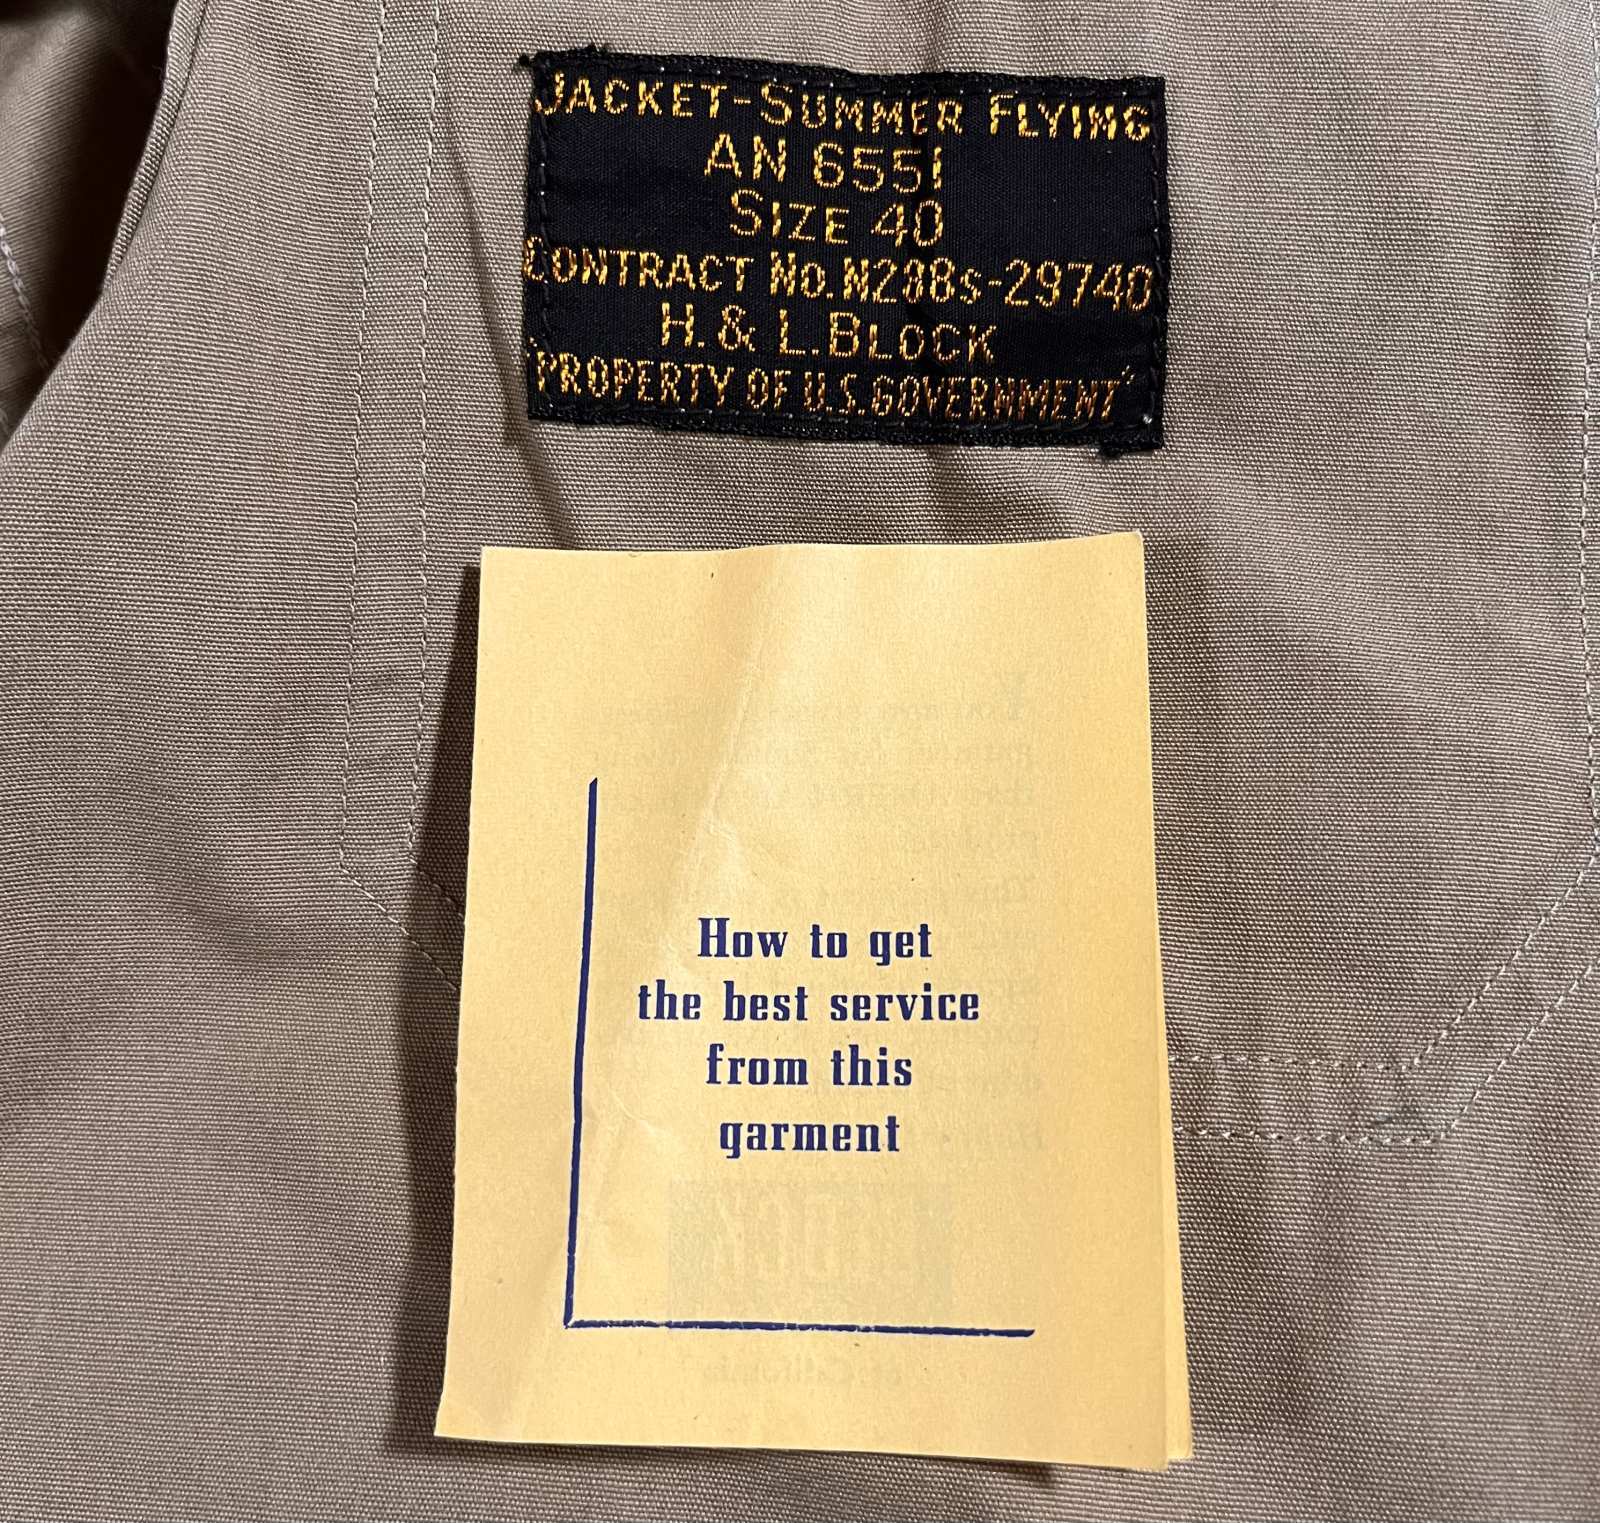 JACKET-SUMMER FLYING
AN 6551
SIZE 40
CONTRACT NO. N288S-29740
H. & L. BLOCK
"PROPERTY OF U.S. GOVERNMENT"
How to get
the best service
from this
garment